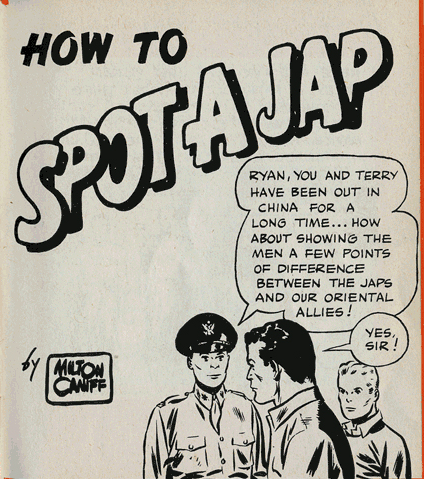 HOW TO
SPOT A JAP
RYAN, YOU AND TERRY
HAVE BEEN OUT IN
CHINA FOR A
LONG TIME... HOW
ABOUT SHOWING THE
MEN A FEW POINTS
OF DIFFERENCE
BETWEEN THE JAPS
AND OUR ORIENTAL
ALLIES!
YES,
SIR!
by
MILTON
CANIFF